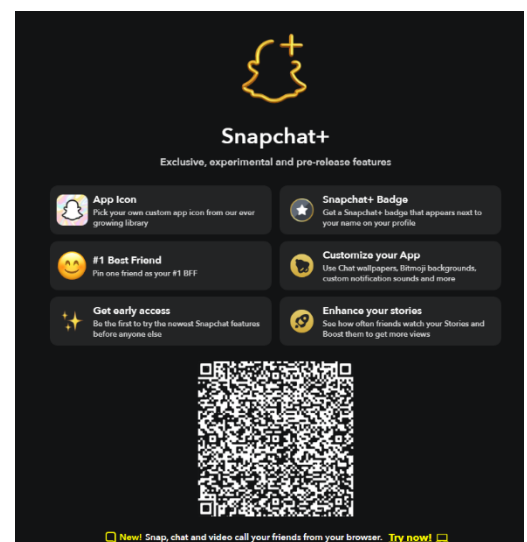 Snapchat+
Exclusive, experimental and pre-release features
App Icon
Pick your own custom app icon from our ever
growing library
Snapchat+ Badge
Get a Snapchat+ badge that appears next to
your name on your profile
#1 Best Friend
Pin one friend as your #1 BFF
Customize your App
Use Chat wallpapers, Bitmoji backgrounds,
custom notification sounds and more
Get early access
Be the first to try the newest Snapchat features
before anyone else
Enhance your stories
See how often friends watch your Stories and
Boost them to get more views
New! Snap, chat and video call your friends from your browser. Try now!